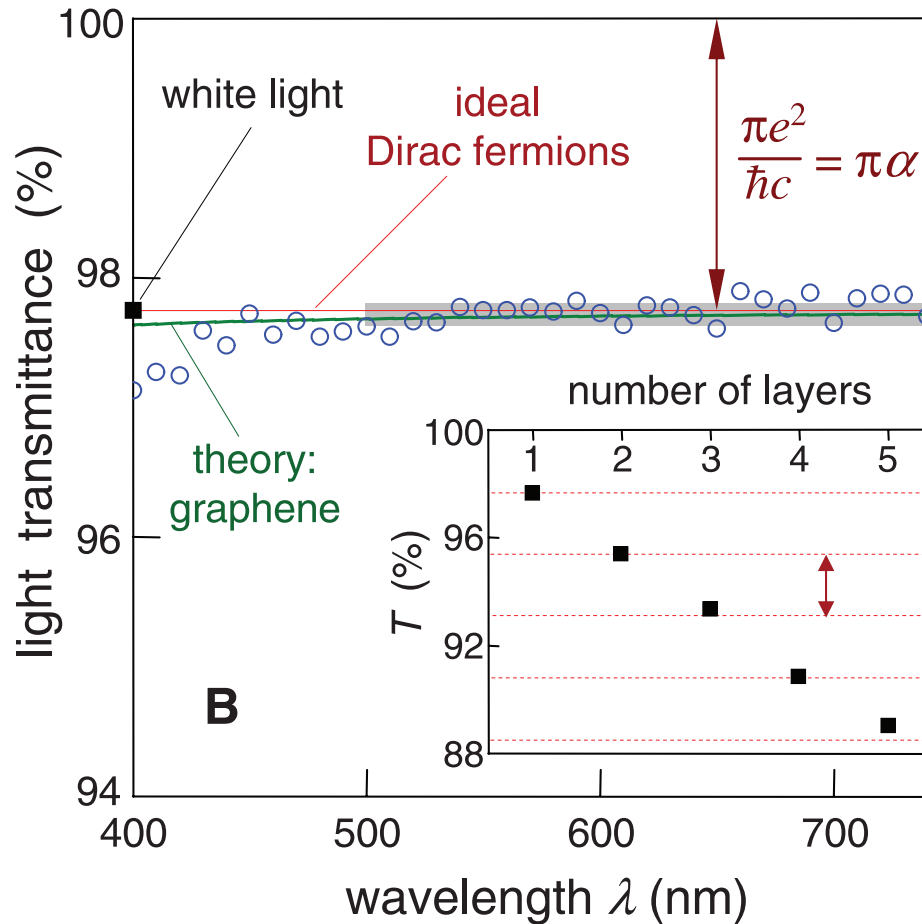 100
white light
ideal
Dirac fermions
πe²
ħc
= πα
98
light transmittance (%)
theory:
graphene
96
B
94
400
500
600
700
wavelength λ (nm)
number of layers
1
2
3
4
5
100
96
92
88
T (%)